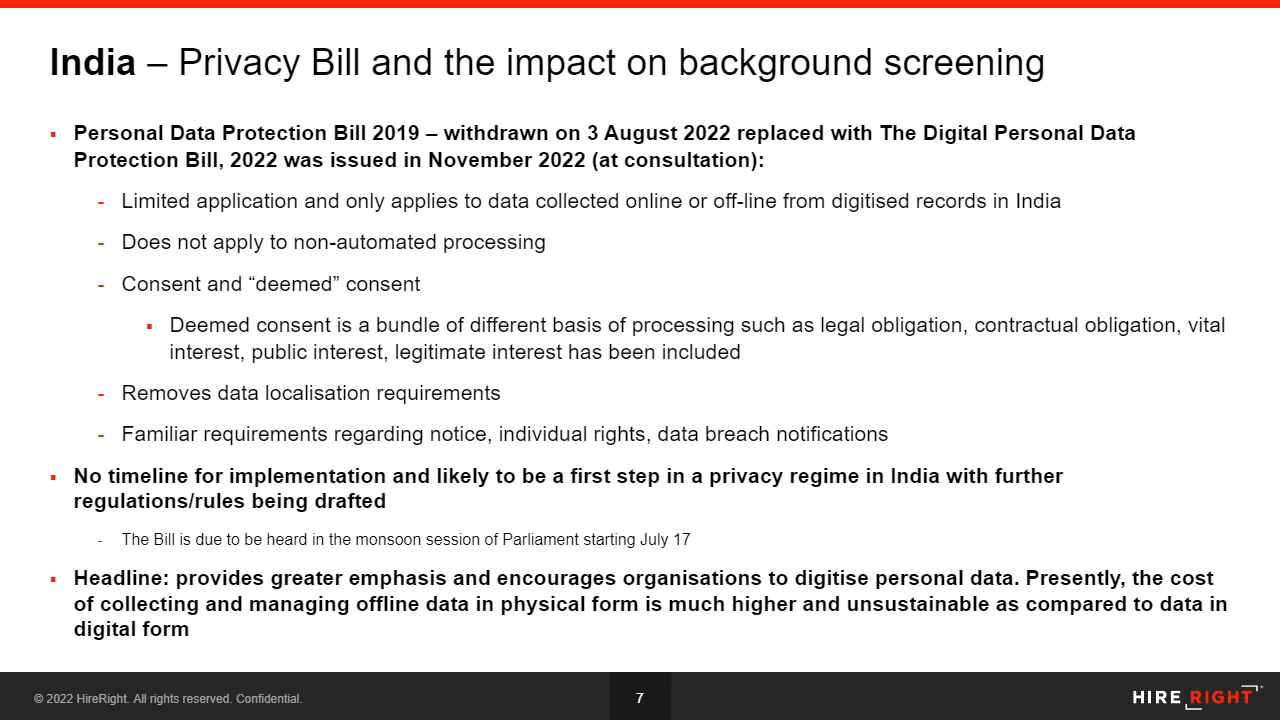 India – Privacy Bill and the impact on background screening
▪ Personal Data Protection Bill 2019 – withdrawn on 3 August 2022 replaced with The Digital Personal Data
Protection Bill, 2022 was issued in November 2022 (at consultation):
- Limited application and only applies to data collected online or off-line from digitised records in India
- Does not apply to non-automated processing
- Consent and “deemed” consent
▪ Deemed consent is a bundle of different basis of processing such as legal obligation, contractual obligation, vital
interest, public interest, legitimate interest has been included
- Removes data localisation requirements
- Familiar requirements regarding notice, individual rights, data breach notifications
▪ No timeline for implementation and likely to be a first step in a privacy regime in India with further
regulations/rules being drafted
- The Bill is due to be heard in the monsoon session of Parliament starting July 17
▪ Headline: provides greater emphasis and encourages organisations to digitise personal data. Presently, the cost
of collecting and managing offline data in physical form is much higher and unsustainable as compared to data in
digital form
© 2022 HireRight. All rights reserved. Confidential.
7
HIRE RIGHT